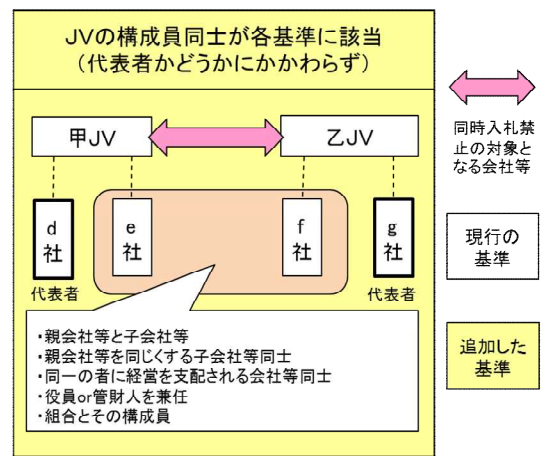 JVの構成員同士が各基準に該当
(代表者かどうかにかかわらず)
甲JV
乙JV
d
社
e
社
f
社
g
社
代表者
代表者
・親会社等と子会社等
・親会社等を同じくする子会社等同士
・同一の者に経営を支配される会社等同士
・役員or管財人を兼任
・組合とその構成員
同時入札禁
止の対象と
なる会社等
現行の
基準
追加した
基準